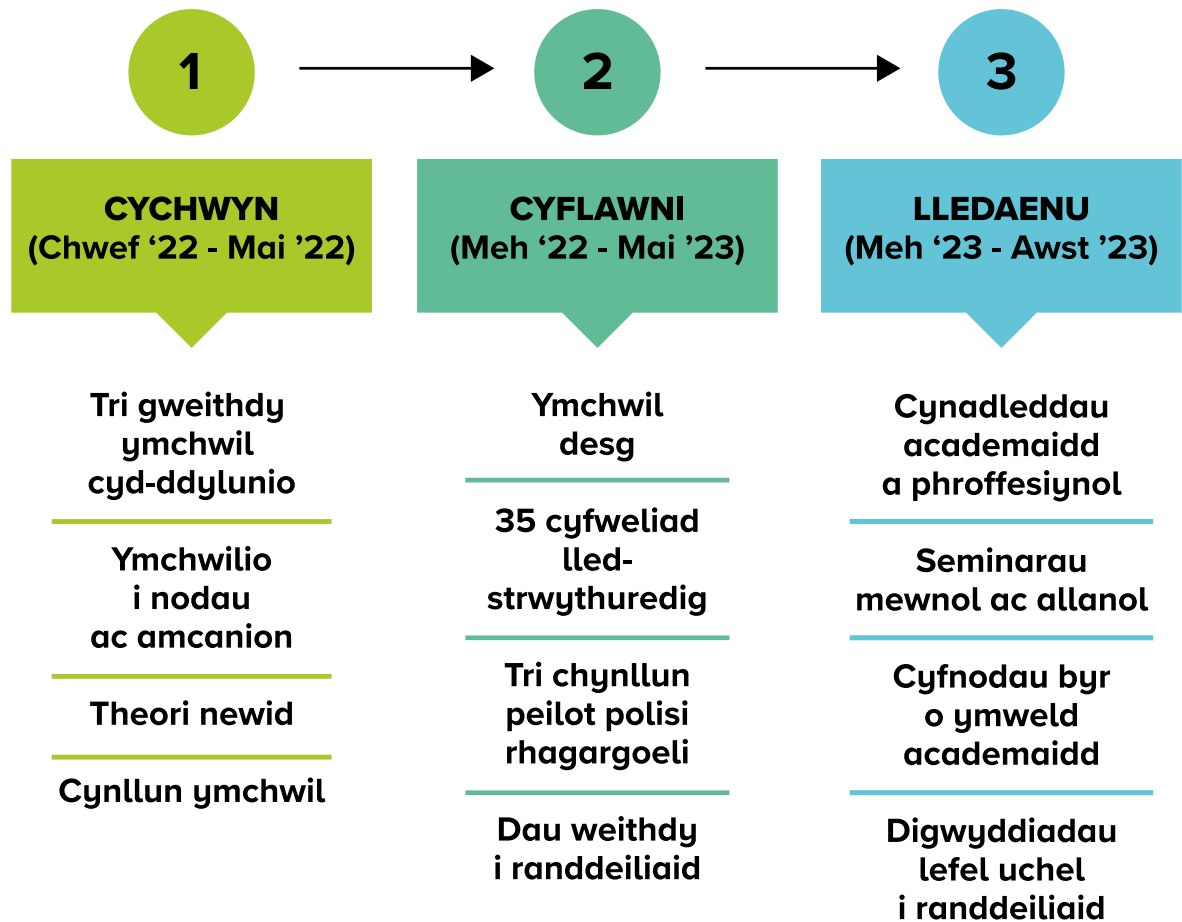 1
2
3
CYCHWYN
(Chwef ‘22 - Mai ’22)
Tri gweithdy
ymchwil
cyd-ddylunio
Ymchwilio
i nodau
ac amcanion
Theori newid
Cynllun ymchwil
CYFLAWNl
(Meh ‘22 - Mai ’23)
Ymchwil
desg
35 cyfweliad
lled-
strwythuredig
Tri chynllun
peilot polisi
rhagargoeli
Dau weithdy
i randdeiliaid
LLEDAENU
(Meh ‘23 - Awst ’23)
Cynadleddau
academaidd
a phroffesiynol
Seminarau
mewnol ac allanol
Cyfnodau byr
o ymweld
academaidd
Digwyddiadau
lefel uchel
i randdeiliaid